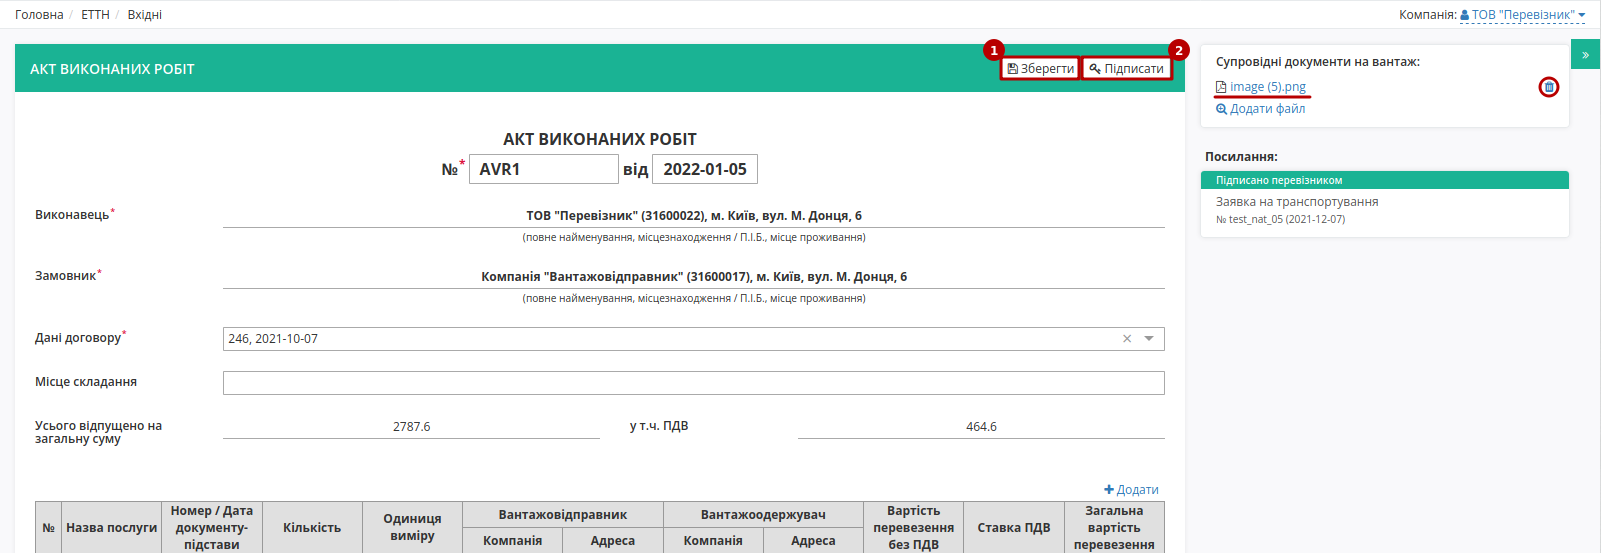 Головна / ЕТТН / Вхідні
Компанія: ТОВ "Перевізник"
АКТ ВИКОНАНИХ РОБІТ
1
Зберегти
2
Підписати
АКТ ВИКОНАНИХ РОБІТ
№* AVR1 від 2022-01-05
Виконавець*
ТОВ "Перевізник" (31600022), м. Київ, вул. М. Донця, 6
(повне найменування, місцезнаходження / П.І.Б., місце проживання)
Замовник*
Компанія "Вантажовідправник" (31600017), м. Київ, вул. М. Донця, 6
(повне найменування, місцезнаходження / П.І.Б., місце проживання)
Дані договору*
246, 2021-10-07
Місце складання
Усього відпущено на
загальну суму
2787.6
у т.ч. ПДВ
464.6
Додати
№
Назва послуги
Номер / Дата
документу-
підстави
Кількість
Одиниця
виміру
Вантажовідправник
Компанія
Адреса
Вантажоодержувач
Компанія
Адреса
Вартість
перевезення
без ПДВ
Ставка ПДВ
Загальна
вартість
перевезення
Супровідні документи на вантаж:
image (5).png
Додати файл
»
Посилання:
Підписано перевізником
Заявка на транспортування
№ test_nat_05 (2021-12-07)